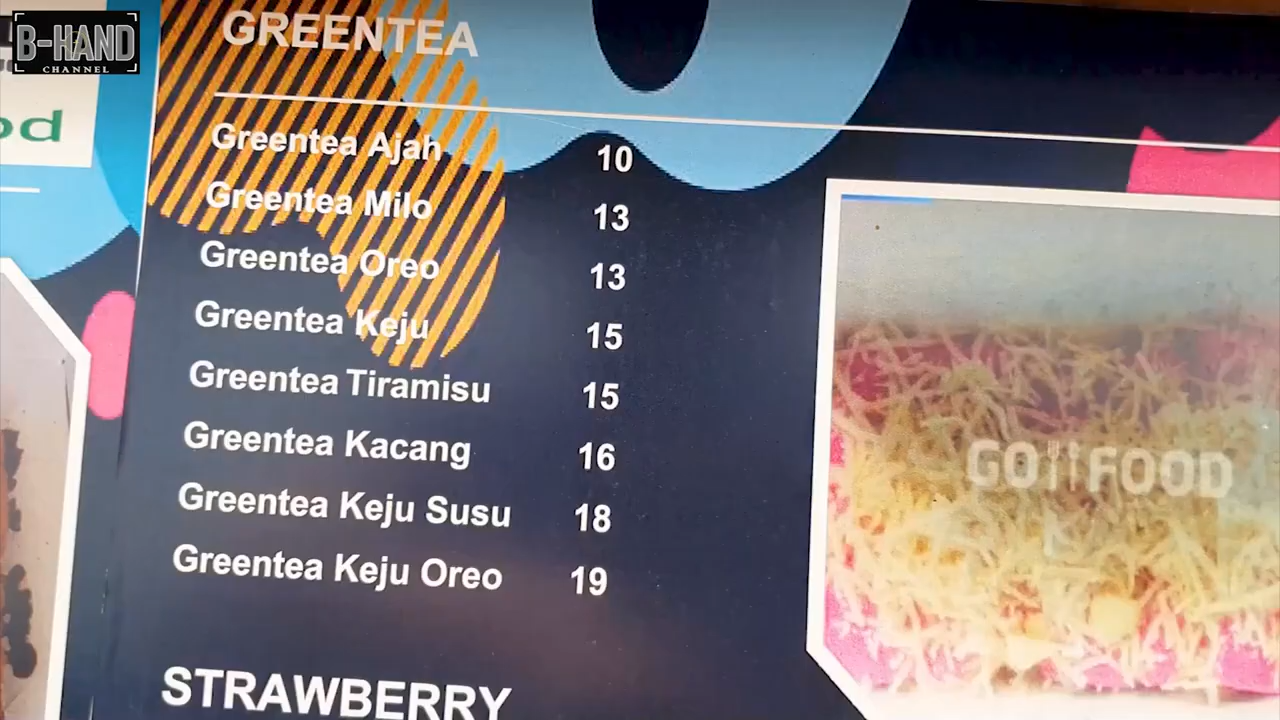 B-HAND
CHANNEL
od
GREENTEA
Greentea Ajah 10
Greentea Milo 13
Greentea Oreo 13
Greentea Keju 15
Greentea Tiramisu 15
Greentea Kacang 16
Greentea Keju Susu 18
Greentea Keju Oreo 19
STRAWBERRY
GO FOOD